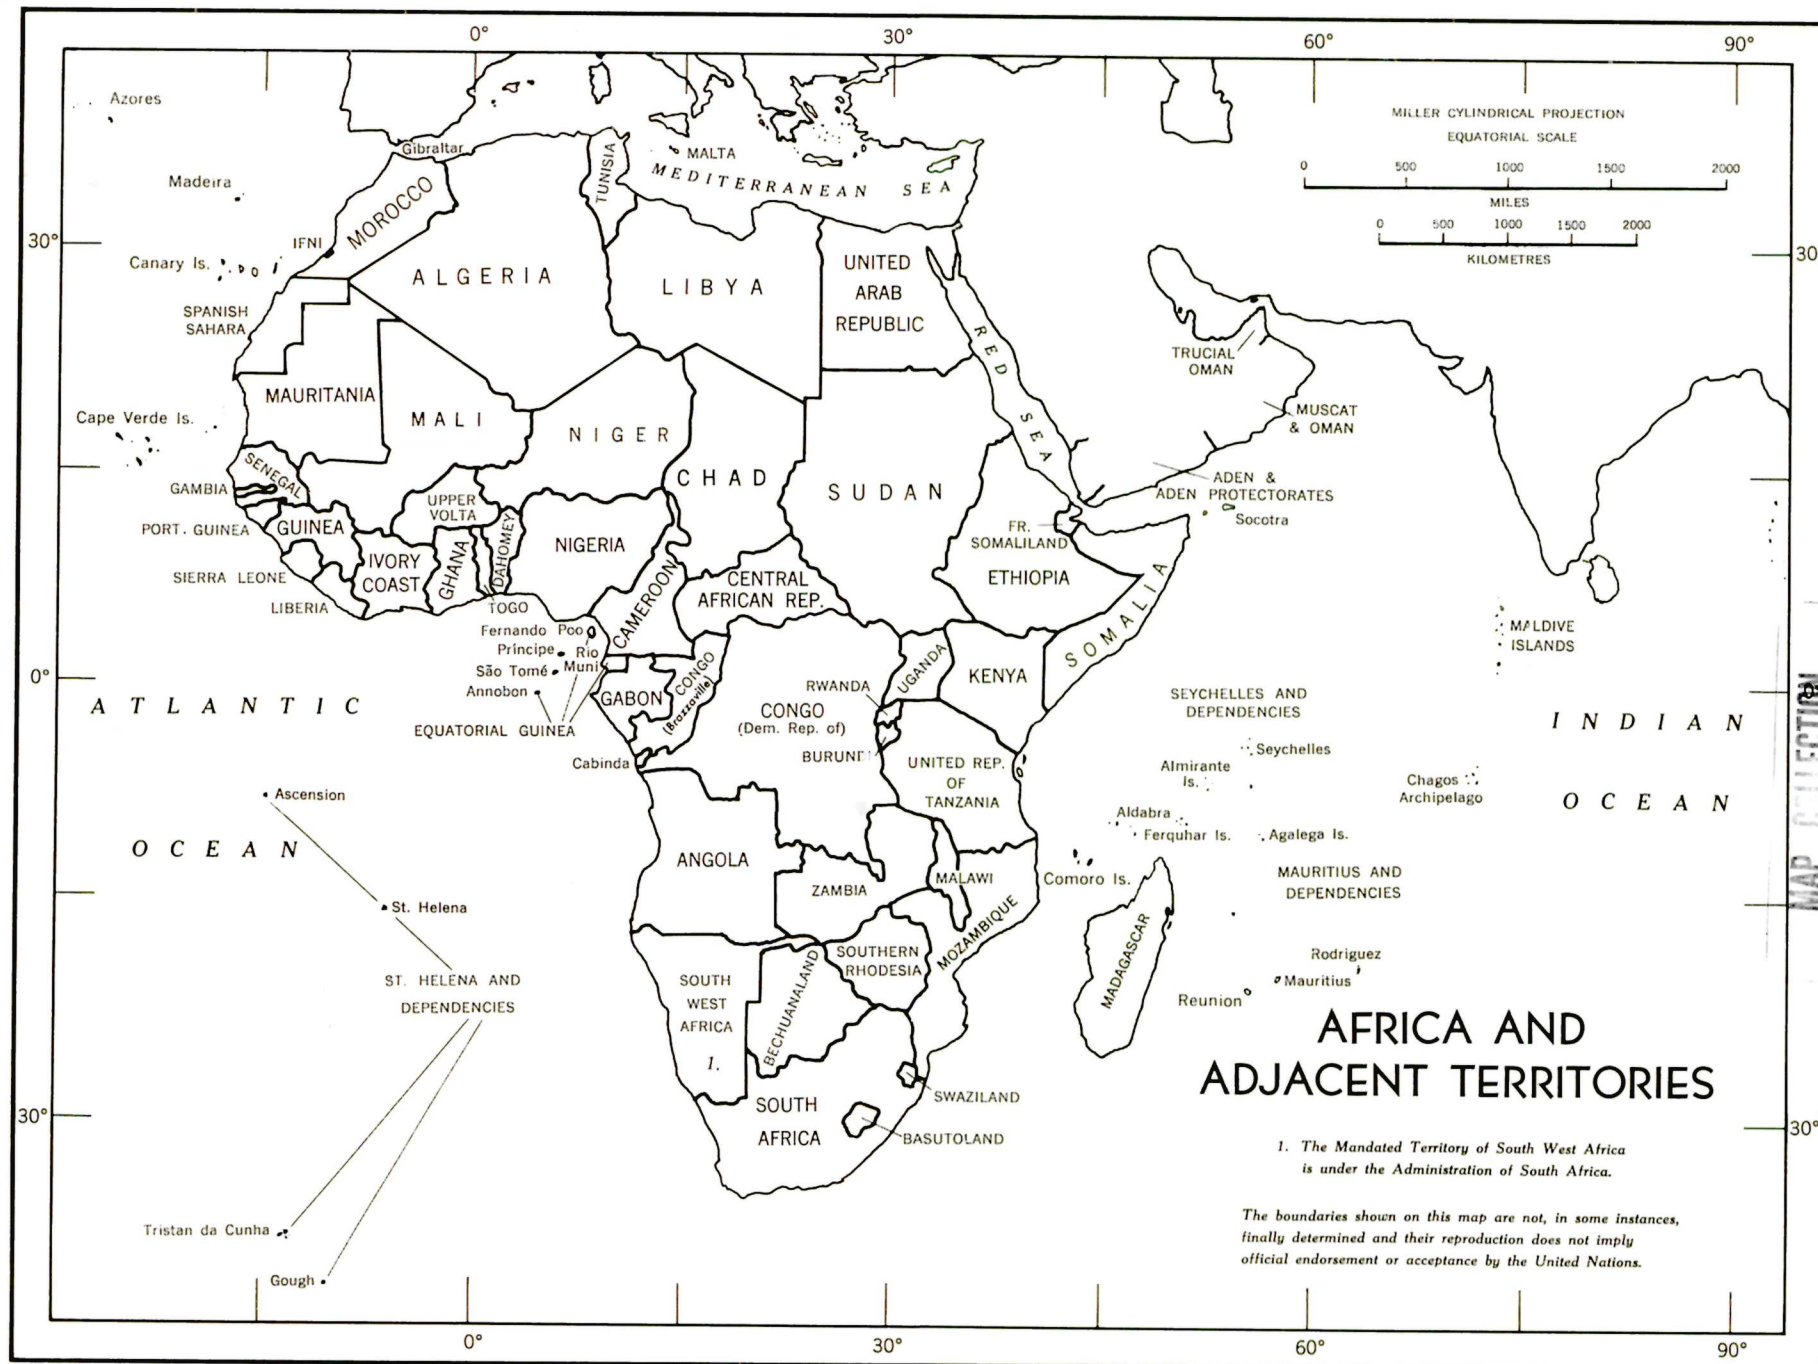 0° 30° 60° 90°
Azores
MILLER CYLINDRICAL PROJECTION
EQUATORIAL SCALE
0 500 1000 1500 2000
MILES
0 500 1000 1500 2000
KILOMETRES
Gibraltar
MALTA
MEDITERRANEAN SEA
TUNISIA
Madeira
MOROCCO
30°
30
IFNI
Canary Is.
ALGERIA
LIBYA
UNITED
ARAB
REPUBLIC
SPANISH
SAHARA
RED SEA
TRUCIAL
OMAN
MAURITANIA
MALI
NIGER
CHAD
SUDAN
MUSCAT
& OMAN
Cape Verde Is.
SENEGAL
GAMBIA
UPPER
VOLTA
ADEN &
ADEN PROTECTORATES
Socotra
PORT. GUINEA
GUINEA
IVORY
COAST
GHANA
DAHOMEY
NIGERIA
FR.
SOMALILAND
ETHIOPIA
SIERRA LEONE
LIBERIA
TOGO
CAMEROON
CENTRAL
AFRICAN REP.
SOMALIA
Fernando Poo
Príncipe
Rio
Muni
São Tomé
Annobon
MALDIVE
ISLANDS
0°
0°
GABON
CONGO
(Brazzaville)
CONGO
(Dem. Rep. of)
UGANDA
KENYA
RWANDA
BURUNDI
ATLANTIC
OCEAN
EQUATORIAL GUINEA
Cabinda
SEYCHELLES AND
DEPENDENCIES
Seychelles
INDIAN
OCEAN
UNITED REP.
OF
TANZANIA
Almirante
Is.
Chagos
Archipelago
Ascension
Aldabra
Ferquhar Is.
Agalega Is.
ANGOLA
ZAMBIA
MALAWI
MOZAMBIQUE
Comoro Is.
MAURITIUS AND
DEPENDENCIES
MAP COLLECTION
St. Helena
ST. HELENA AND
DEPENDENCIES
SOUTH
WEST
AFRICA
1.
BECHUANALAND
SOUTHERN
RHODESIA
MADAGASCAR
Rodriguez
Mauritius
Reunion
AFRICA AND
ADJACENT TERRITORIES
SWAZILAND
SOUTH
AFRICA
BASUTOLAND
30°
30°
1. The Mandated Territory of South West Africa
is under the Administration of South Africa.
The boundaries shown on this map are not, in some instances,
finally determined and their reproduction does not imply
official endorsement or acceptance by the United Nations.
Tristan da Cunha
Gough
0° 30° 60° 90°